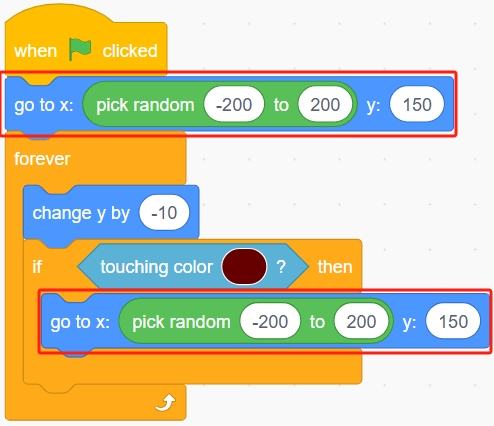 when clicked
go to x: pick random -200 to 200 y: 150
forever
change y by -10
if touching color ? then
go to x: pick random -200 to 200 y: 150